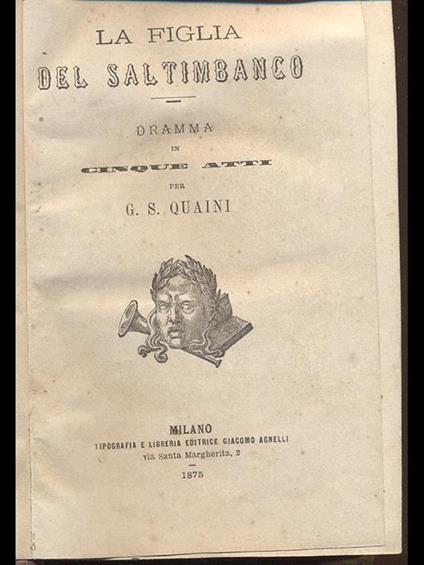 LA FIGLIA
DEL SALTIMBANCO
DRAMMA
IN
CINQUE ATTI
PER
G. S. QUAINI
MILANO
TIPOGRAFIA E LIBRERIA EDITRICE GIACOMO AGNELLI
via Santa Margherita, 2
1875